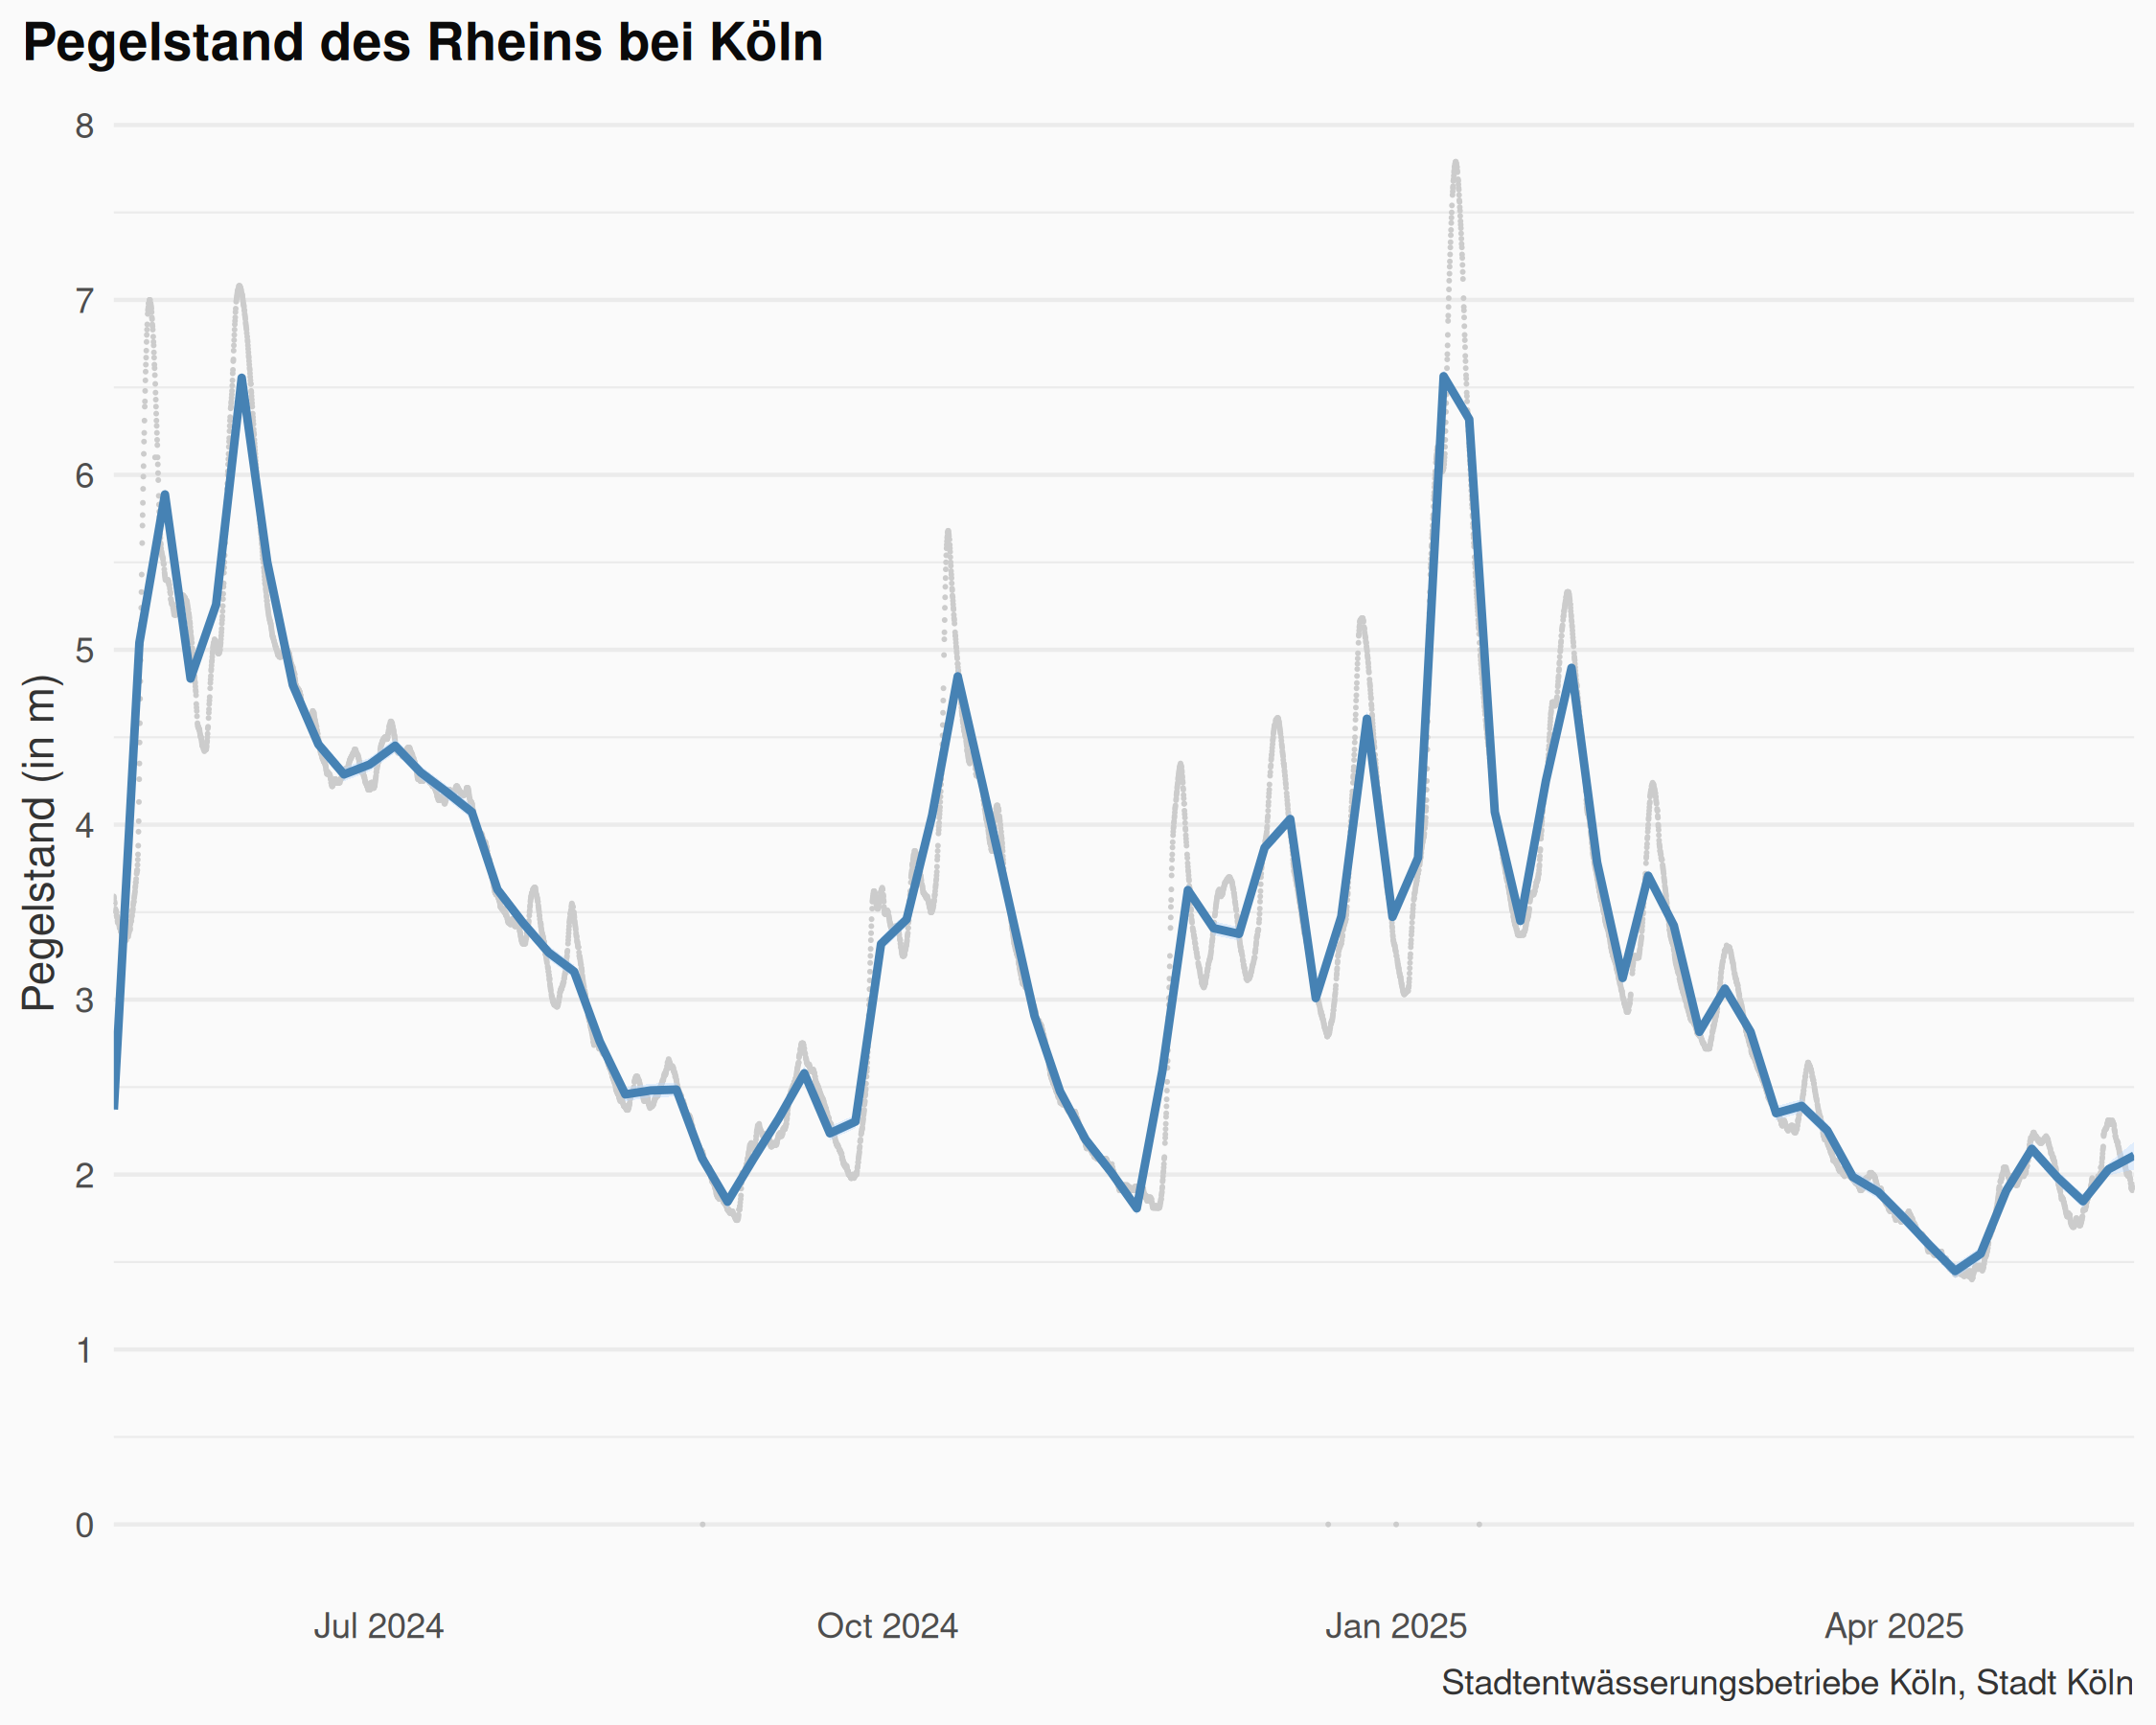 Pegelstand des Rheins bei Köln
Pegelstand (in m)
8
7
6
5
4
3
2
1
0
Jul 2024
Oct 2024
Jan 2025
Apr 2025
Stadtentwässerungsbetriebe Köln, Stadt Köln